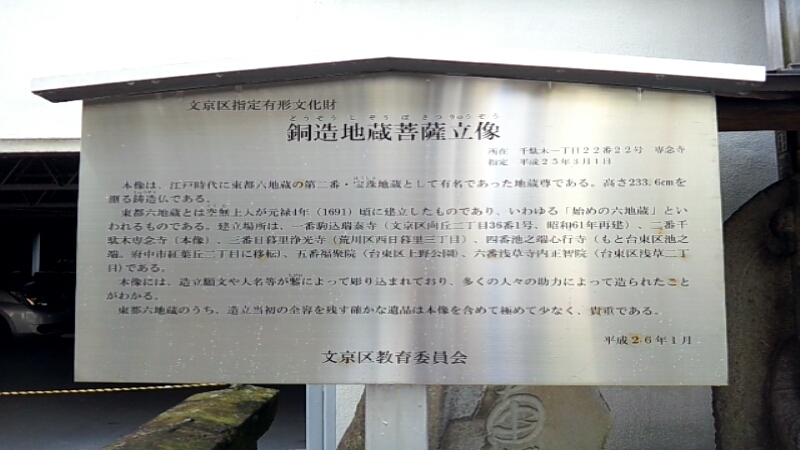 文京区指定有形文化財
どうぞうじぞうぼさつりゅうぞう
銅造地蔵菩薩立像
所在 千駄木一丁目22番22号 専念寺
指定 平成25年3月1日
本像は、江戸時代に東都六地蔵の第二番・宝珠地蔵として有名であった地蔵尊である。高さ233.6cmを
測る鋳造仏である。
東都六地蔵とは空無上人が元禄4年(1691)頃に建立したものであり、いわゆる「始めの六地蔵」とい
われるものである。建立場所は、一番駒込瑞泰寺(文京区向丘二丁目36番1号、昭和61年再建)、二番千
駄木専念寺(本像)、三番日暮里浄光寺(荒川区西日暮里三丁目)、四番池之端心行寺(もと台東区池之
端。府中市紅葉丘二丁目に移転)、五番福衆院(台東区上野公園)、六番浅草寺内正智院(台東区浅草二丁
目)である。
本像には、造立願文や人名等が鏨によって彫り込まれており、多くの人々の助力によって造られたこと
がわかる。
東都六地蔵のうち、造立当初の全容を残す確かな遺品は本像を含めて極めて少なく、貴重である。
平成26年1月
文京区教育委員会